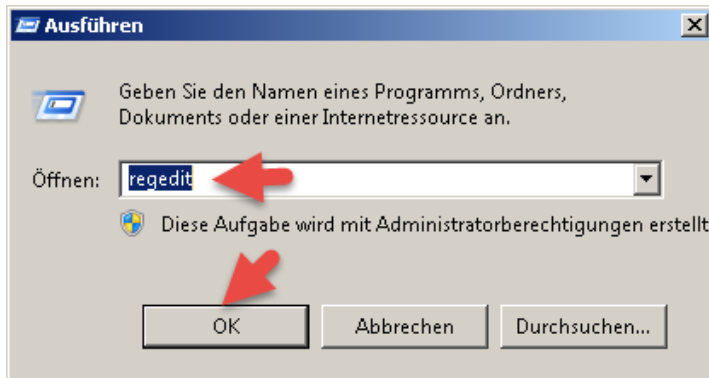 Ausführen
Geben Sie den Namen eines Programms, Ordners,
Dokuments oder einer Internetressource an.
Öffnen: regedit
Diese Aufgabe wird mit Administratorberechtigungen erstellt
OK Abbrechen Durchsuchen...